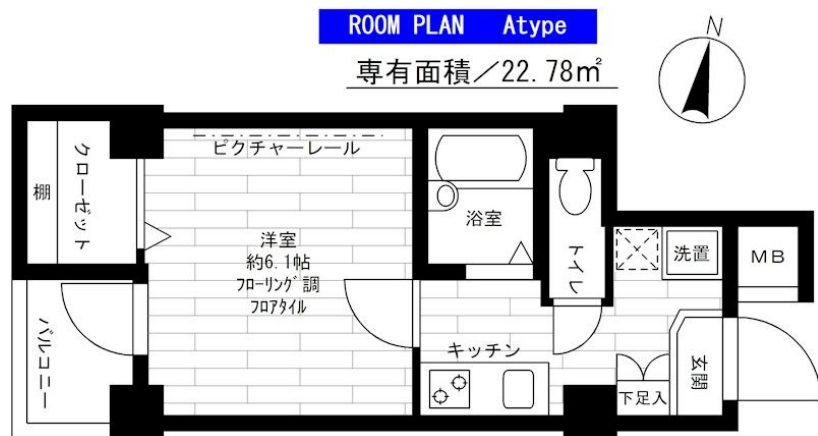 ROOM PLAN Atype
専有面積／22.78㎡
N
ピクチャーレール
クローゼット
棚
洋室
約6.1帖
フローリング調
フロアタイル
浴室
トイレ
洗置
MB
バルコニー
キッチン
下足入
玄関